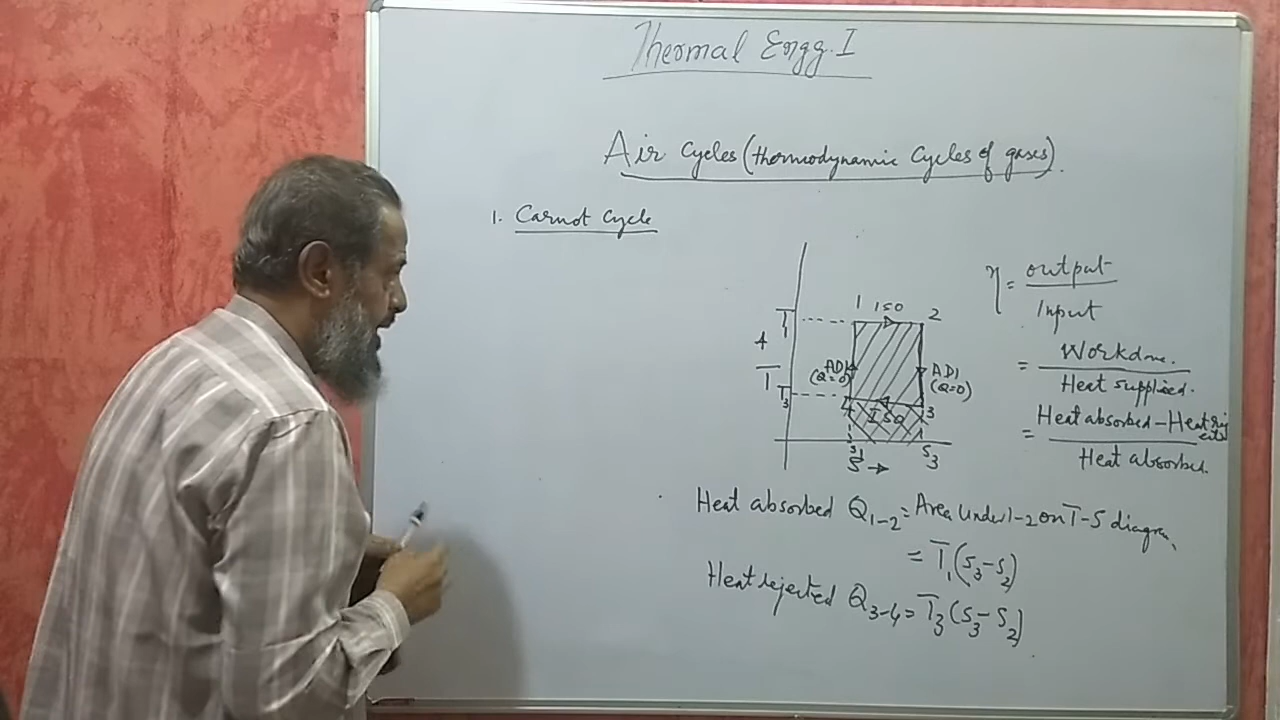 Thermal Engg. I
Air Cycles (thermodynamic Cycles of gases).
1. Carnot Cycle
1 ISO 2
T1
T
ADI
(Q=0)
ADI
(Q=0)
T3
4 ISO 3
S1 S3
S →
η = output
Input
= Workdone.
Heat supplied.
= Heat absorbed - Heat rejected
Heat absorbed.
Heat absorbed Q1-2 = Area Under 1-2 on T-S diagram
= T1(S3-S2)
Heat rejected Q3-4 = T3(S3-S2)